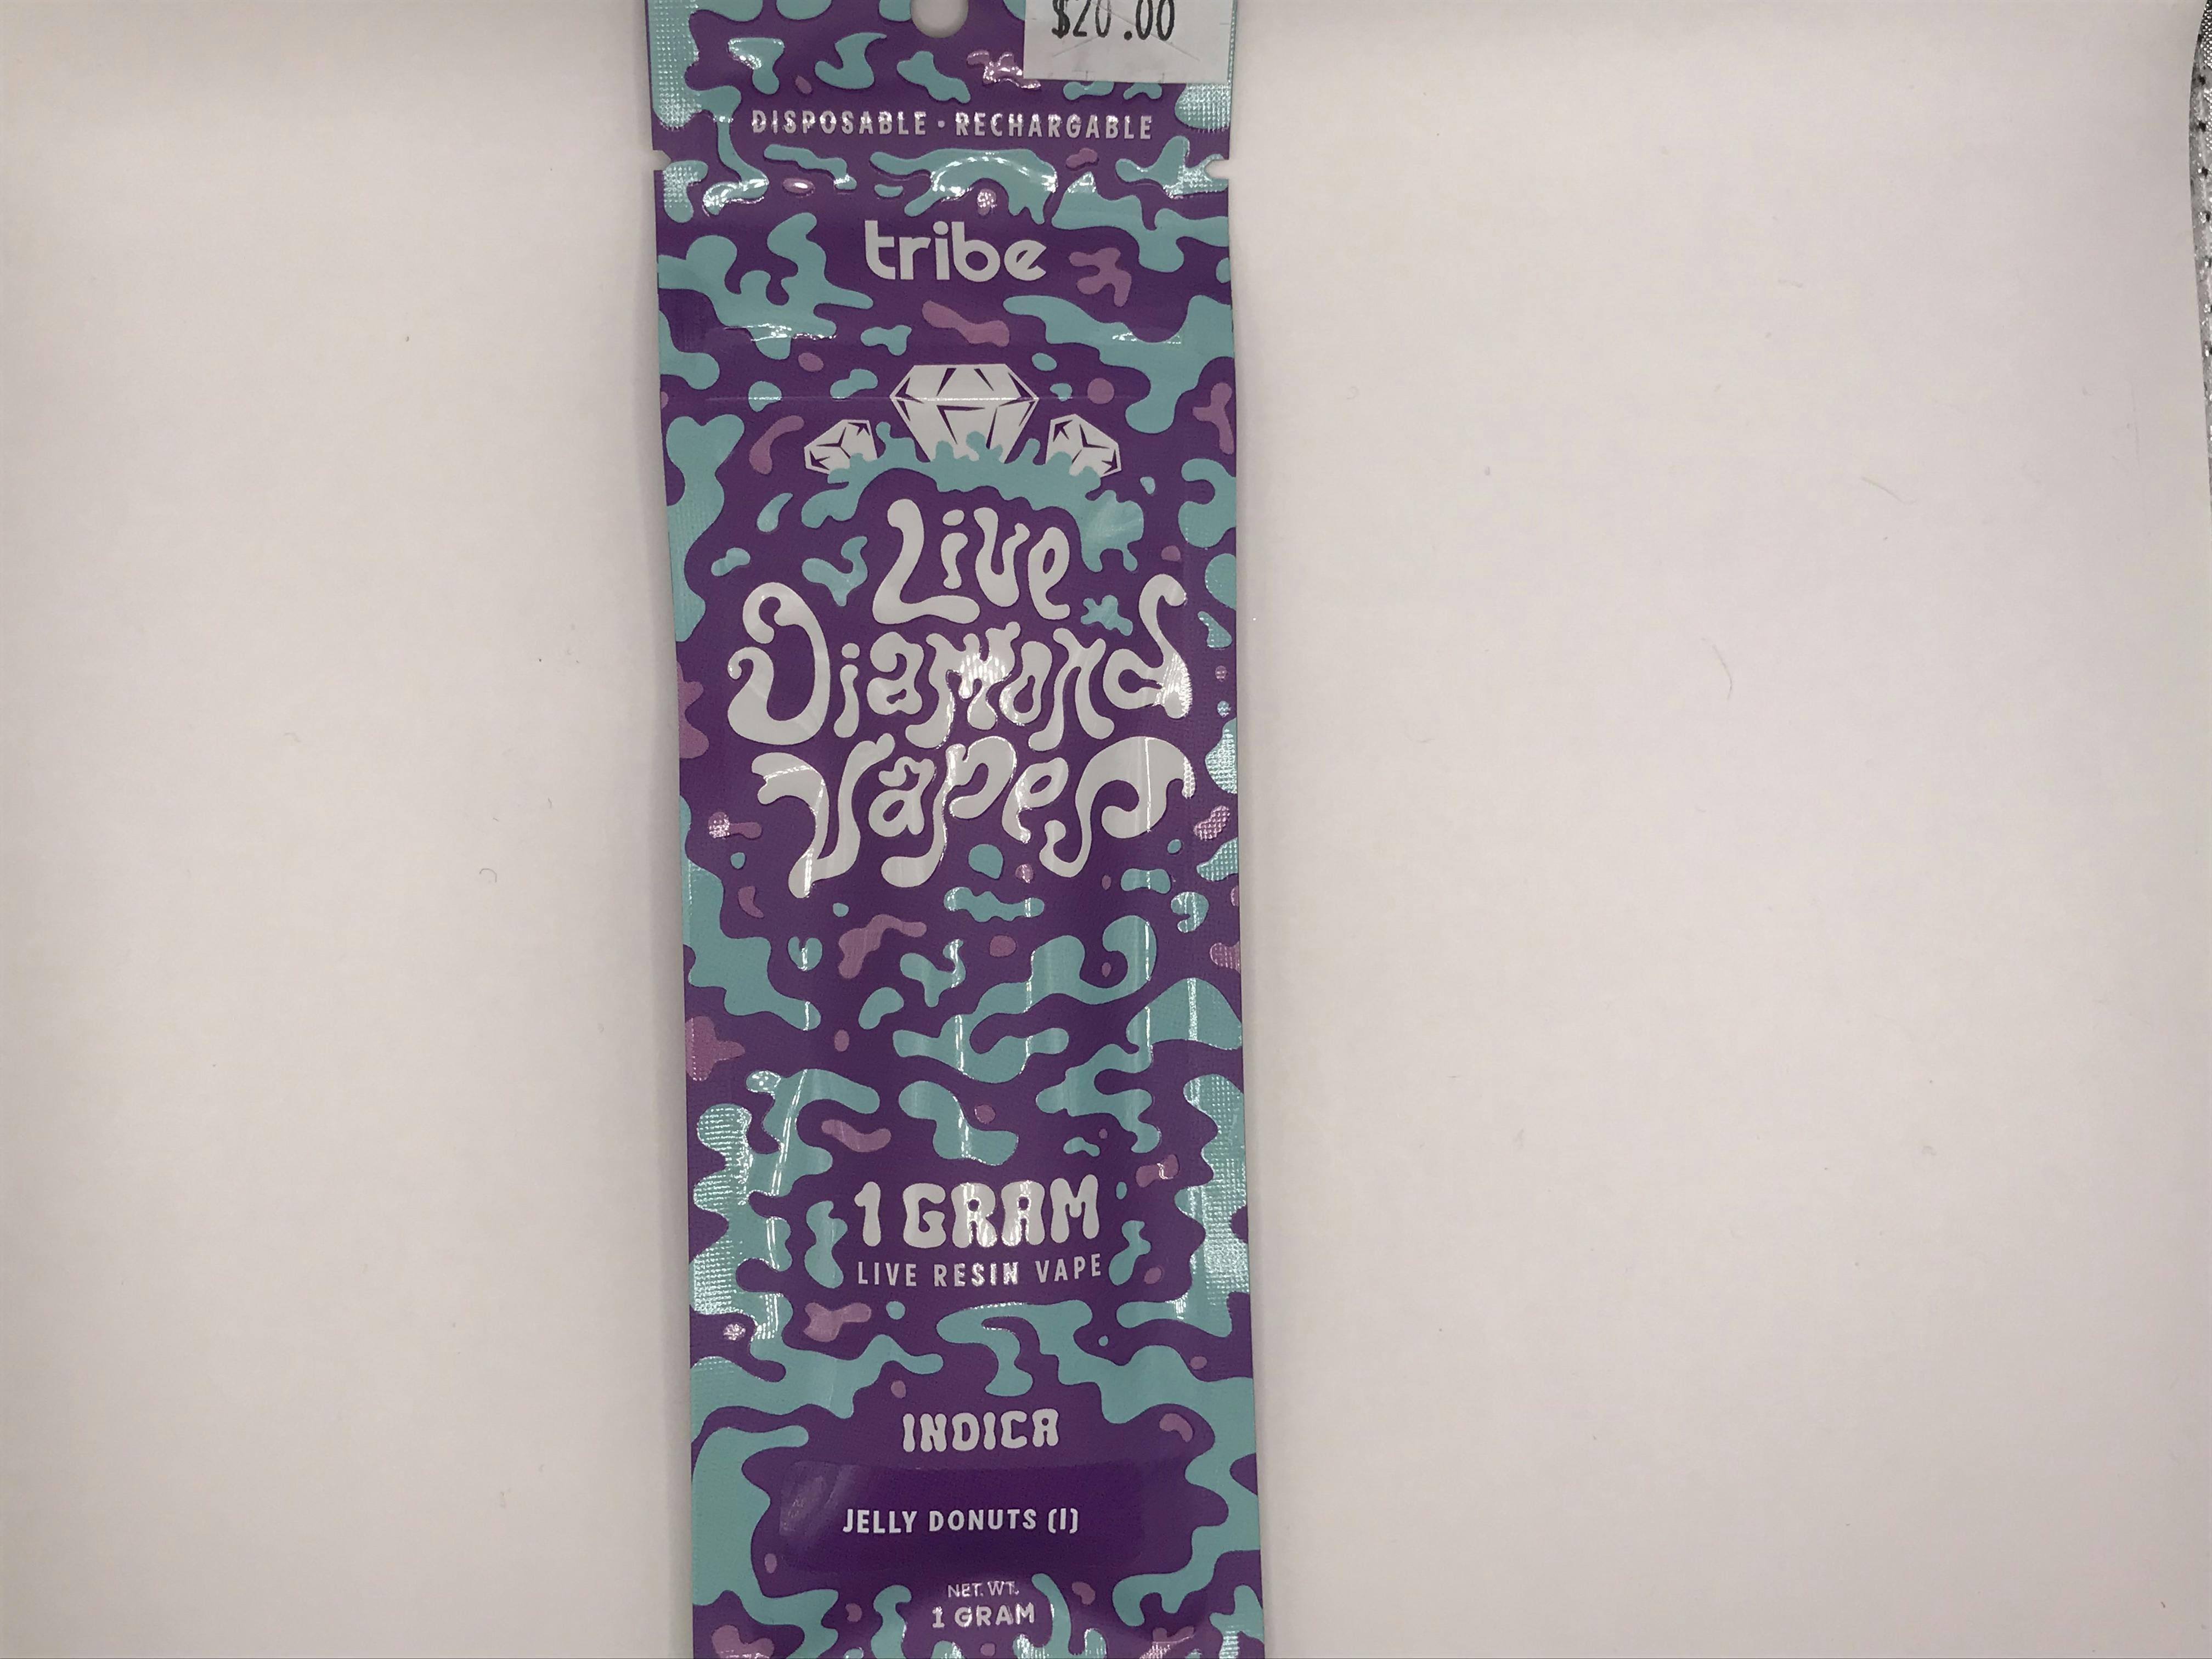 $20.00
DISPOSABLE · RECHARGABLE
tribe
Live
Diamond
Vapes
1 GRAM
LIVE RESIN VAPE
INDICA
JELLY DONUTS (I)
NET. WT.
1 GRAM